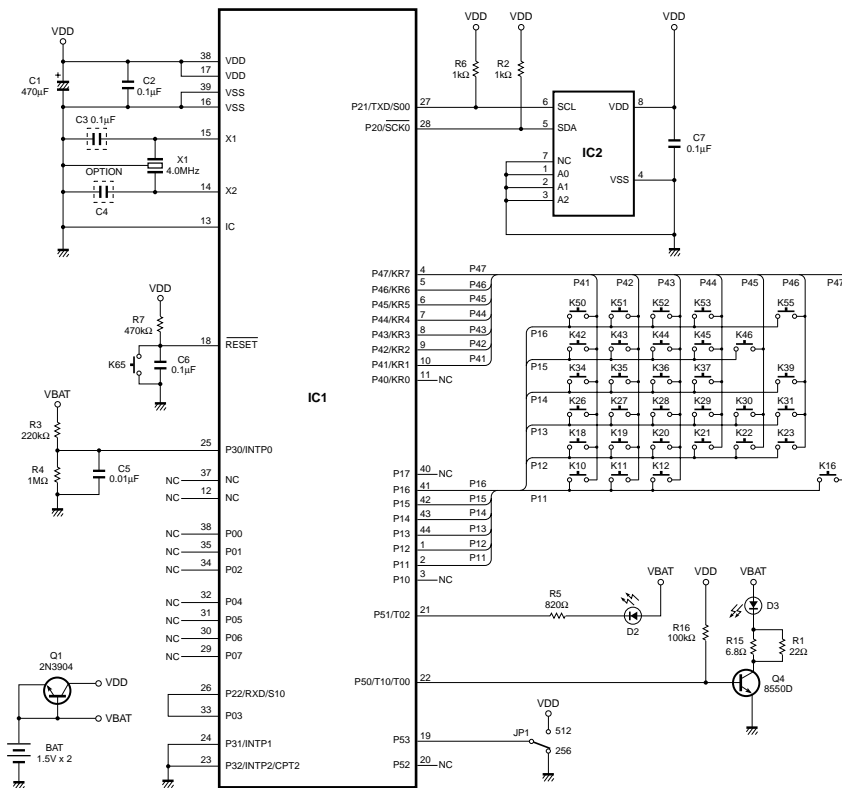 VDD
C1
470µF
C2
0.1µF
38
VDD
17
VDD
39
VSS
16
VSS
C3 0.1µF
15
X1
X1
4.0MHz
OPTION
C4
14
X2
13
IC
VDD
R7
470kΩ
18
RESET
K65
C6
0.1µF
VBAT
R3
220kΩ
25
P30/INTP0
R4
1MΩ
C5
0.01µF
NC
37
NC
NC
12
NC
NC
38
P00
NC
35
P01
NC
34
P02
NC
32
P04
NC
31
P05
NC
30
P06
NC
29
P07
Q1
2N3904
VDD
VBAT
BAT
1.5V x 2
26
P22/RXD/S10
33
P03
24
P31/INTP1
23
P32/INTP2/CPT2
IC1
VDD
VDD
VDD
R6
1kΩ
R2
1kΩ
P21/TXD/S00
27
6
SCL
VDD
8
P20/SCK0
28
5
SDA
C7
0.1µF
IC2
7
NC
1
A0
2
A1
3
A2
VSS
4
P47/KR7
4
P47
P46/KR6
5
P46
P45/KR5
6
P45
P44/KR4
7
P44
P43/KR3
8
P43
P42/KR2
9
P42
P41/KR1
10
P41
P40/KR0
11
NC
P41
P42
P43
P44
P45
P46
P47
K50
K51
K52
K53
K55
P16
K42
K43
K44
K45
K46
P15
K34
K35
K36
K37
K39
P14
K26
K27
K28
K29
K30
K31
P13
K18
K19
K20
K21
K22
K23
P12
K10
K11
K12
K16
P11
P17
40
NC
P16
41
P16
P15
42
P15
P14
43
P14
P13
44
P13
P12
1
P12
P11
2
P11
P10
3
NC
P51/T02
21
R5
820Ω
VBAT
D2
VDD
R16
100kΩ
VBAT
D3
R15
6.8Ω
R1
22Ω
P50/T10/T00
22
Q4
8550D
P53
19
JP1
VDD
512
256
P52
20
NC